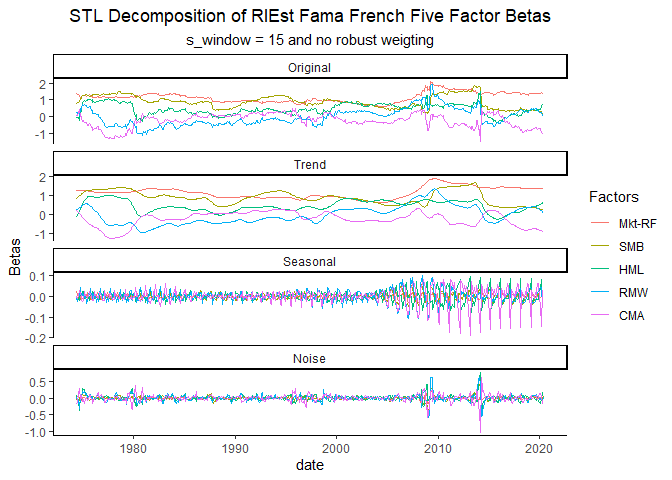 STL Decomposition of RlEst Fama French Five Factor Betas
s_window = 15 and no robust weigting
Original
2
1
0
-1
Trend
2
1
0
-1
Seasonal
0.1
0.0
-0.1
-0.2
Noise
0.5
0.0
-0.5
-1.0
1980 1990 2000 2010 2020
date
Betas
Factors
Mkt-RF
SMB
HML
RMW
CMA